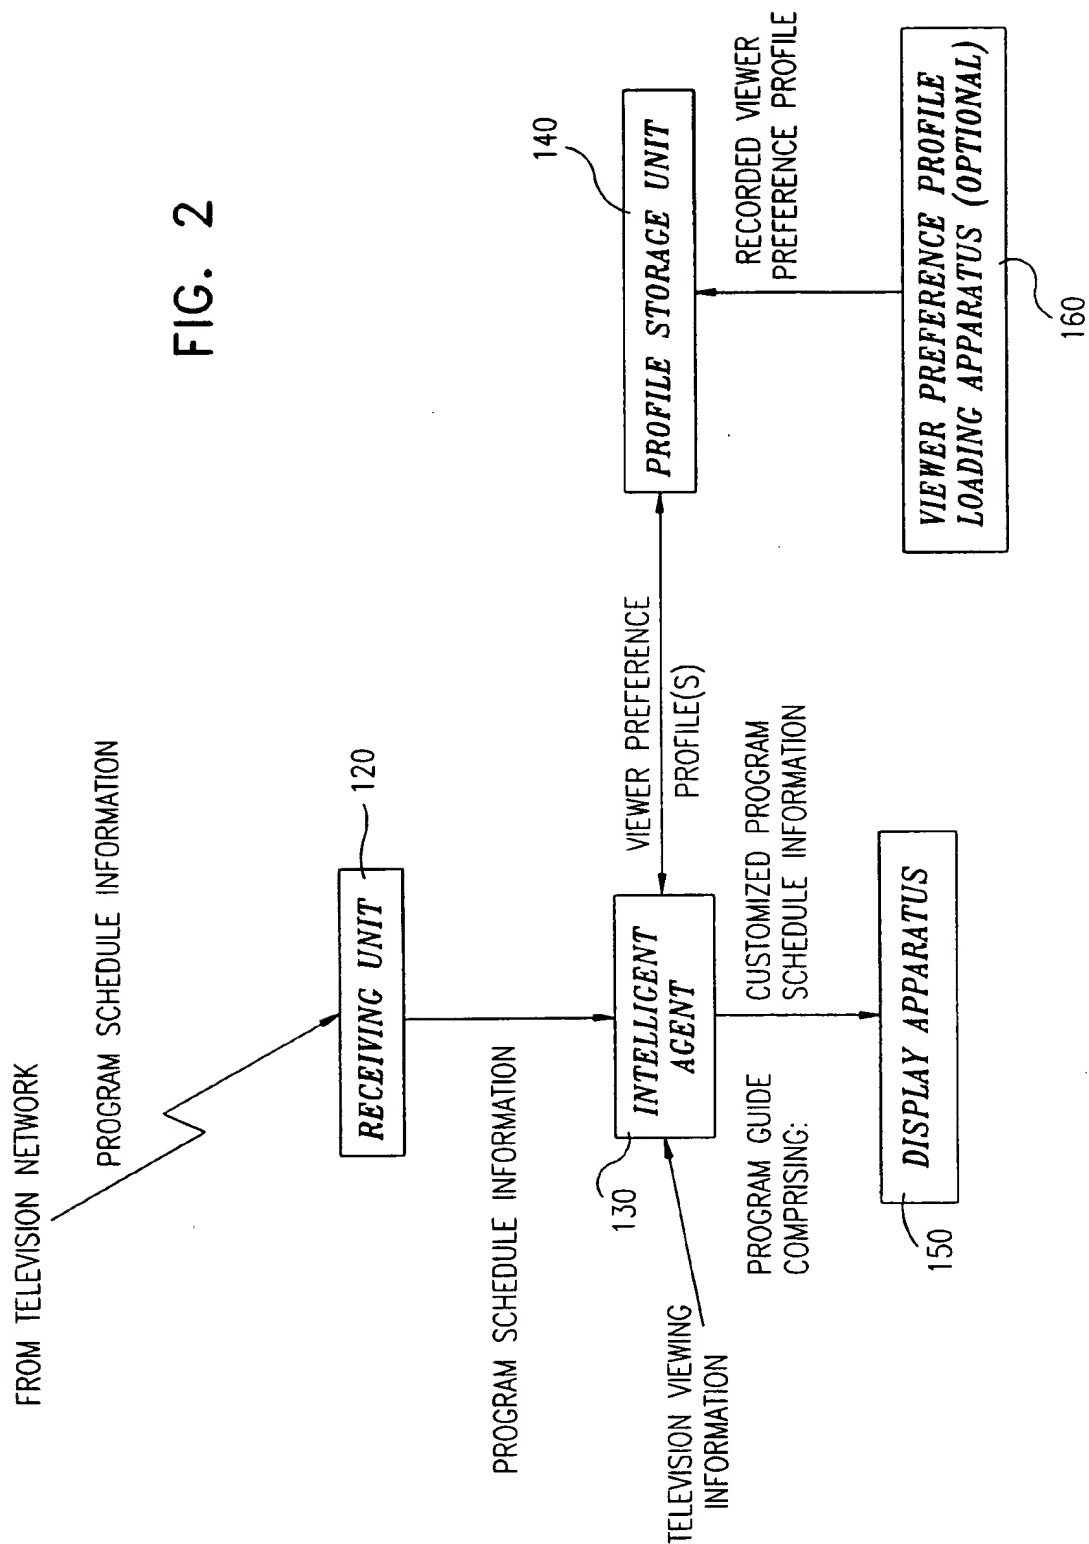 FIG. 2
FROM TELEVISION NETWORK
PROGRAM SCHEDULE INFORMATION
120
RECEIVING UNIT
PROGRAM SCHEDULE INFORMATION
140
PROFILE STORAGE UNIT
VIEWER PREFERENCE
PROFILE(S)
130
INTELLIGENT
AGENT
TELEVISION VIEWING
INFORMATION
RECORDED VIEWER
PREFERENCE PROFILE
PROGRAM GUIDE
COMPRISING:
CUSTOMIZED PROGRAM
SCHEDULE INFORMATION
150
DISPLAY APPARATUS
VIEWER PREFERENCE PROFILE
LOADING APPARATUS (OPTIONAL)
160